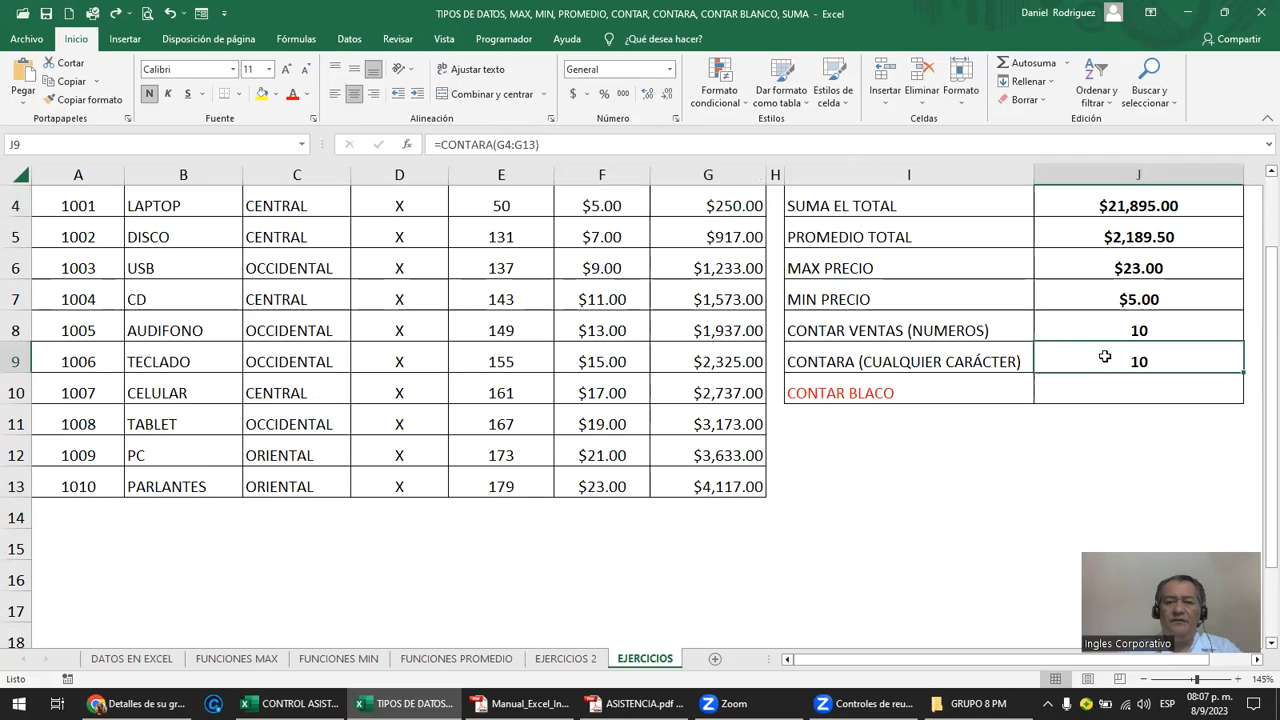 TIPOS DE DATOS, MAX, MIN, PROMEDIO, CONTAR, CONTARA, CONTAR BLANCO, SUMA - Excel
Daniel Rodriguez
Archivo Inicio Insertar Disposición de página Fórmulas Datos Revisar Vista Programador Ayuda ¿Qué desea hacer? Compartir
Pegar
Cortar
Copiar
Copiar formato
Portapapeles
Calibri 11
N K S
Fuente
Ajustar texto
Combinar y centrar
Alineación
General
$ % 000
Número
Formato condicional
Dar formato como tabla
Estilos de celda
Estilos
Insertar Eliminar Formato
Celdas
Autosuma
Rellenar
Borrar
Ordenar y filtrar
Buscar y seleccionar
Edición
J9 =CONTARA(G4:G13)
A B C D E F G H I J
4 1001 LAPTOP CENTRAL X 50 $5.00 $250.00 SUMA EL TOTAL $21,895.00
5 1002 DISCO CENTRAL X 131 $7.00 $917.00 PROMEDIO TOTAL $2,189.50
6 1003 USB OCCIDENTAL X 137 $9.00 $1,233.00 MAX PRECIO $23.00
7 1004 CD CENTRAL X 143 $11.00 $1,573.00 MIN PRECIO $5.00
8 1005 AUDIFONO OCCIDENTAL X 149 $13.00 $1,937.00 CONTAR VENTAS (NUMEROS) 10
9 1006 TECLADO OCCIDENTAL X 155 $15.00 $2,325.00 CONTARA (CUALQUIER CARÁCTER) 10
10 1007 CELULAR CENTRAL X 161 $17.00 $2,737.00 CONTAR BLACO
11 1008 TABLET OCCIDENTAL X 167 $19.00 $3,173.00
12 1009 PC ORIENTAL X 173 $21.00 $3,633.00
13 1010 PARLANTES ORIENTAL X 179 $23.00 $4,117.00
14
15
16
17
18
Ingles Corporativo
DATOS EN EXCEL FUNCIONES MAX FUNCIONES MIN FUNCIONES PROMEDIO EJERCICIOS 2 EJERCICIOS
Listo 145%
Detalles de su gr... CONTROL ASIST... TIPOS DE DATOS... Manual_Excel_In... ASISTENCIA.pdf ... Zoom Controles de reu... GRUPO 8 PM ESP 08:07 p. m.
8/9/2023